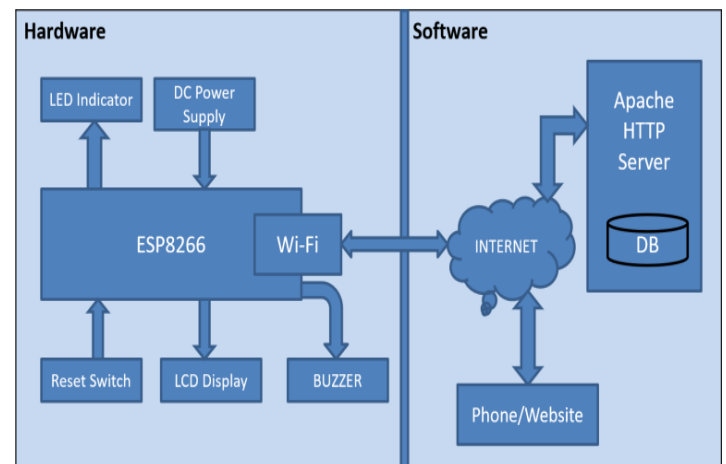 Hardware
Software
LED Indicator
DC Power
Supply
Apache
HTTP
Server
ESP8266
Wi-Fi
INTERNET
DB
Reset Switch
LCD Display
BUZZER
Phone/Website